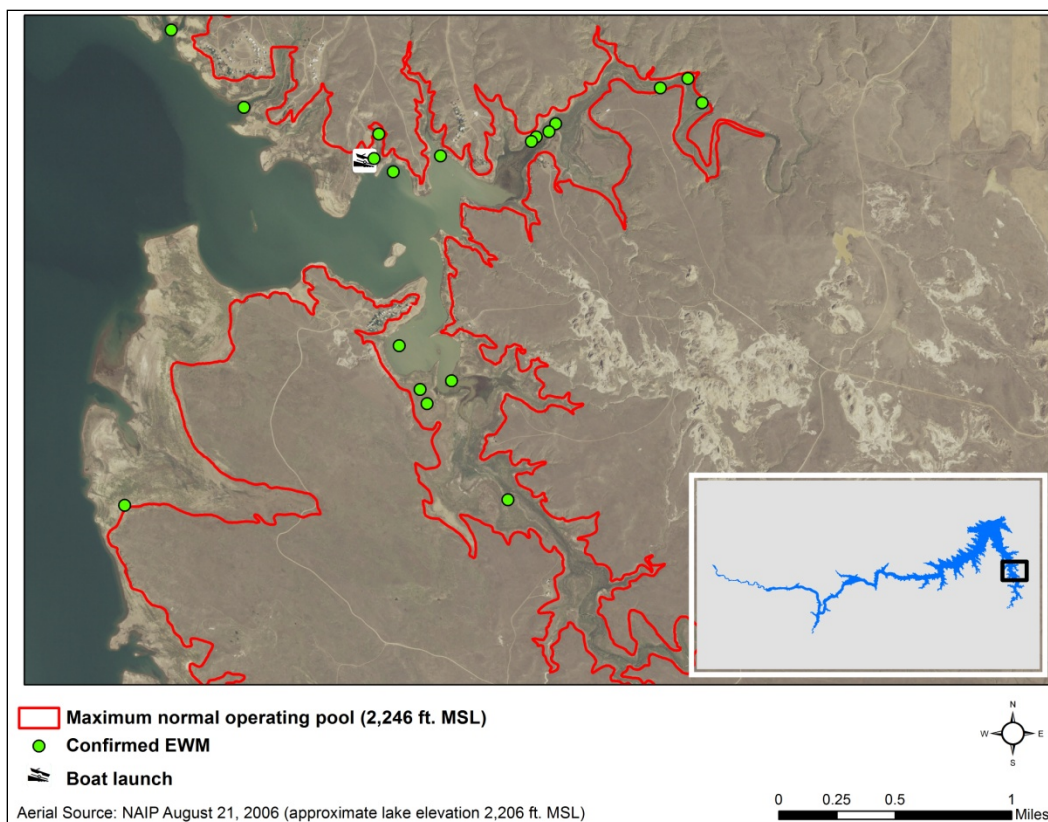 Maximum normal operating pool (2,246 ft. MSL)
Confirmed EWM
Boat launch
Aerial Source: NAIP August 21, 2006 (approximate lake elevation 2,206 ft. MSL)
N
W E
S
0 0.25 0.5 1
Miles